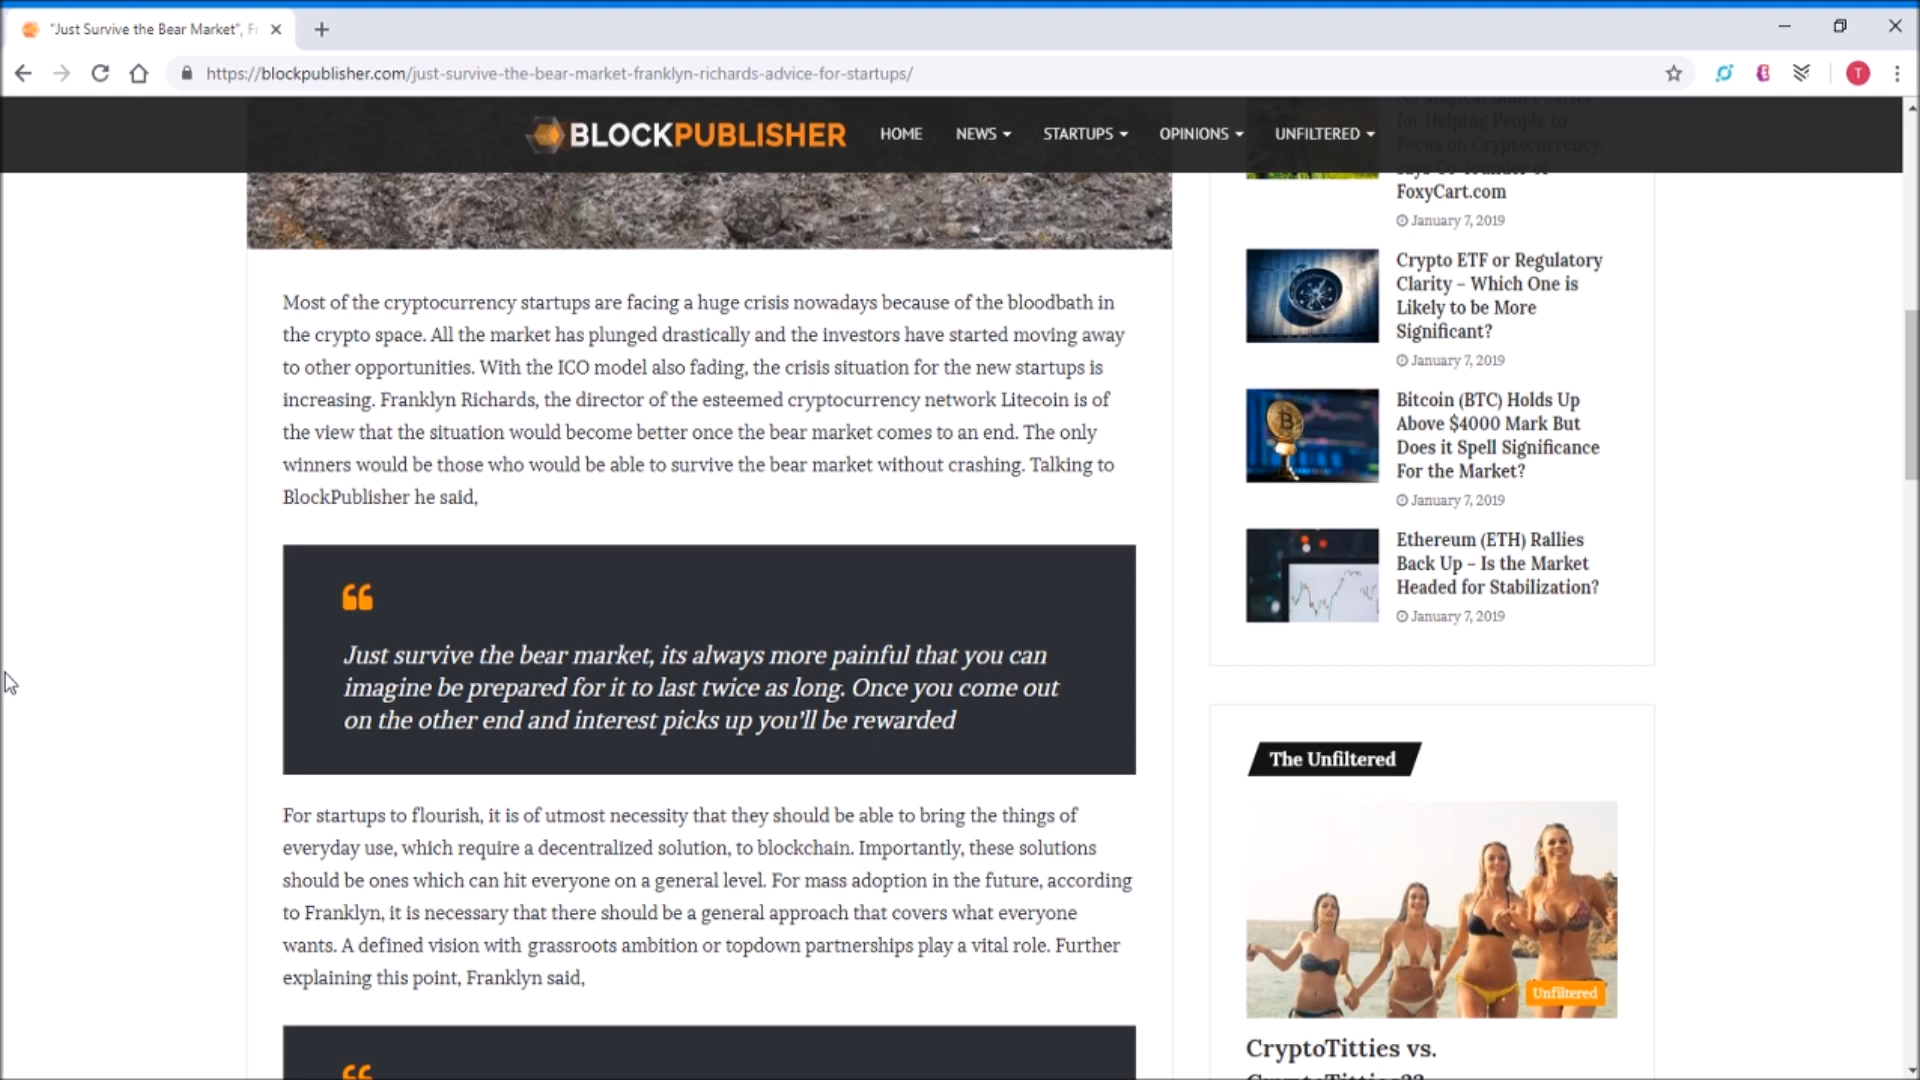 "Just Survive the Bear Market", Fr
https://blockpublisher.com/just-survive-the-bear-market-franklyn-richards-advice-for-startups/
T
BLOCKPUBLISHER
HOME
NEWS
STARTUPS
OPINIONS
UNFILTERED
Most of the cryptocurrency startups are facing a huge crisis nowadays because of the bloodbath in
the crypto space. All the market has plunged drastically and the investors have started moving away
to other opportunities. With the ICO model also fading, the crisis situation for the new startups is
increasing. Franklyn Richards, the director of the esteemed cryptocurrency network Litecoin is of
the view that the situation would become better once the bear market comes to an end. The only
winners would be those who would be able to survive the bear market without crashing. Talking to
BlockPublisher he said,
Just survive the bear market, its always more painful that you can
imagine be prepared for it to last twice as long. Once you come out
on the other end and interest picks up you'll be rewarded
For startups to flourish, it is of utmost necessity that they should be able to bring the things of
everyday use, which require a decentralized solution, to blockchain. Importantly, these solutions
should be ones which can hit everyone on a general level. For mass adoption in the future, according
to Franklyn, it is necessary that there should be a general approach that covers what everyone
wants. A defined vision with grassroots ambition or topdown partnerships play a vital role. Further
explaining this point, Franklyn said,
for Helping People to
Focus on Cryptocurrency,
says Co-founder of
FoxyCart.com
January 7, 2019
Crypto ETF or Regulatory
Clarity – Which One is
Likely to be More
Significant?
January 7, 2019
Bitcoin (BTC) Holds Up
Above $4000 Mark But
Does it Spell Significance
For the Market?
January 7, 2019
Ethereum (ETH) Rallies
Back Up – Is the Market
Headed for Stabilization?
January 7, 2019
The Unfiltered
Unfiltered
CryptoTitties vs.